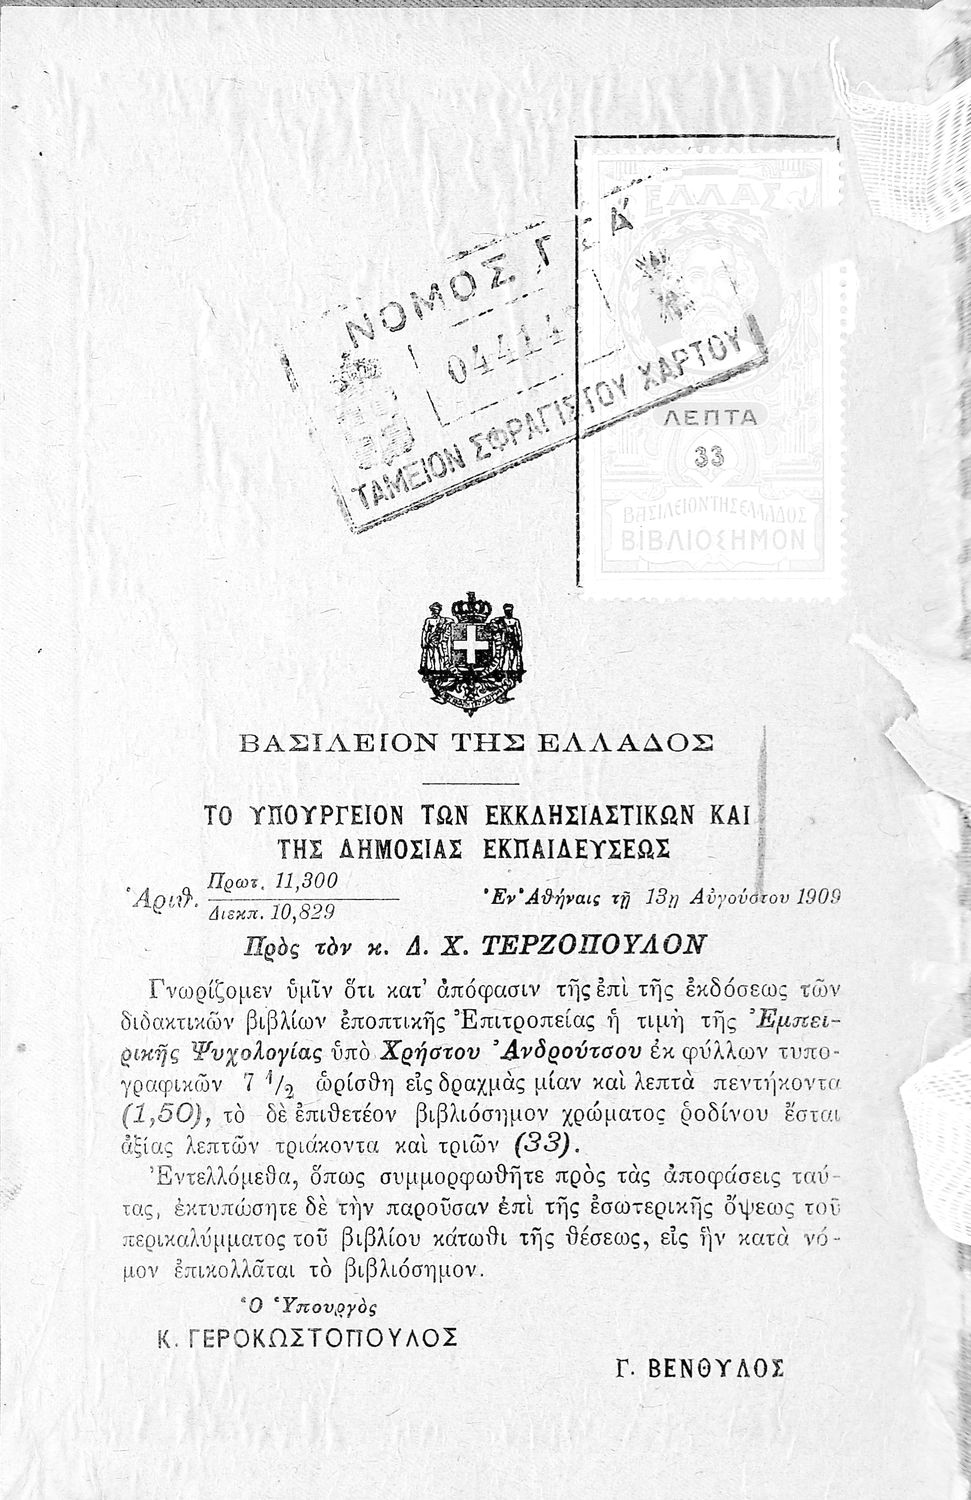 ΕΛΛΑΣ
ΝΟΜΟΣ Γ Σ Α'
ΤΑΜΕΙΟΝ ΣΦΡΑΓΙΣΤΟΥ ΧΑΡΤΟΥ
ΛΕΠΤΑ
33
ΒΑΣΙΛΕΙΟΝ ΤΗΣ ΕΛΛΑΔΟΣ
ΒΙΒΛΙΟΣΗΜΟΝ
ΒΑΣΙΛΕΙΟΝ ΤΗΣ ΕΛΛΑΔΟΣ
ΤΟ ΥΠΟΥΡΓΕΙΟΝ ΤΩΝ ΕΚΚΛΗΣΙΑΣΤΙΚΩΝ ΚΑΙ
ΤΗΣ ΔΗΜΟΣΙΑΣ ΕΚΠΑΙΔΕΥΣΕΩΣ
Ἀριθ. Πρωτ. 11,300
Διεκπ. 10,829
Ἐν Ἀθήναις τῇ 13ῃ Αὐγούστου 1909
Πρὸς τὸν κ. Δ. Χ. ΤΕΡΖΟΠΟΥΛΟΝ
Γνωρίζομεν ὑμῖν ὅτι κατ' ἀπόφασιν τῆς ἐπὶ τῆς ἐκδόσεως τῶν
διδακτικῶν βιβλίων ἐποπτικῆς Ἐπιτροπείας ἡ τιμὴ τῆς Ἐμπει-
ρικῆς Ψυχολογίας ὑπὸ Χρήστου Ἀνδρούτσου ἐκ φύλλων τυπο-
γραφικῶν 7 1/2 ὡρίσθη εἰς δραχμὰς μίαν καὶ λεπτὰ πεντήκοντα
(1,50), τὸ δὲ ἐπιθετέον βιβλιόσημον χρώματος ῥοδίνου ἔσται
ἀξίας λεπτῶν τριάκοντα καὶ τριῶν (33).
Ἐντελλόμεθα, ὅπως συμμορφωθῆτε πρὸς τὰς ἀποφάσεις ταύ-
τας, ἐκτυπώσητε δὲ τὴν παροῦσαν ἐπὶ τῆς ἐσωτερικῆς ὄψεως τοῦ
περικαλύμματος τοῦ βιβλίου κάτωθι τῆς θέσεως, εἰς ἣν κατὰ νό-
μον ἐπικολλᾶται τὸ βιβλιόσημον.
Ὁ Ὑπουργὸς
Κ. ΓΕΡΟΚΩΣΤΟΠΟΥΛΟΣ
Γ. ΒΕΝΘΥΛΟΣ